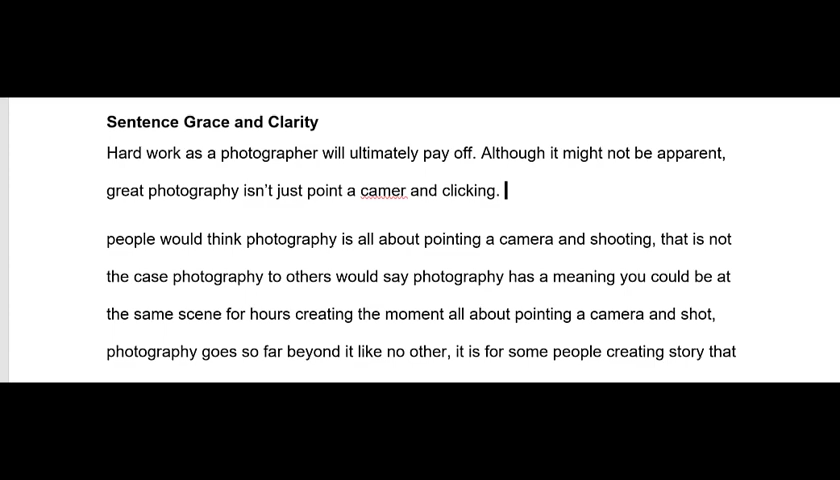 Sentence Grace and Clarity
Hard work as a photographer will ultimately pay off. Although it might not be apparent,
great photography isn't just point a camer and clicking.
people would think photography is all about pointing a camera and shooting, that is not
the case photography to others would say photography has a meaning you could be at
the same scene for hours creating the moment all about pointing a camera and shot,
photography goes so far beyond it like no other, it is for some people creating story that